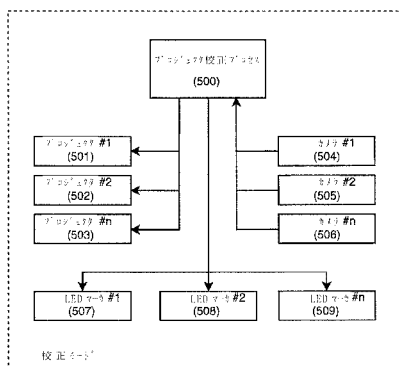 プロジェクタ校正プロセス
(500)
プロジェクタ #1
(501)
カメラ #1
(504)
プロジェクタ #2
(502)
カメラ #2
(505)
プロジェクタ #n
(503)
カメラ #n
(506)
LED マーカ #1
(507)
LED マーカ #2
(508)
LED マーカ #n
(509)
校正モード